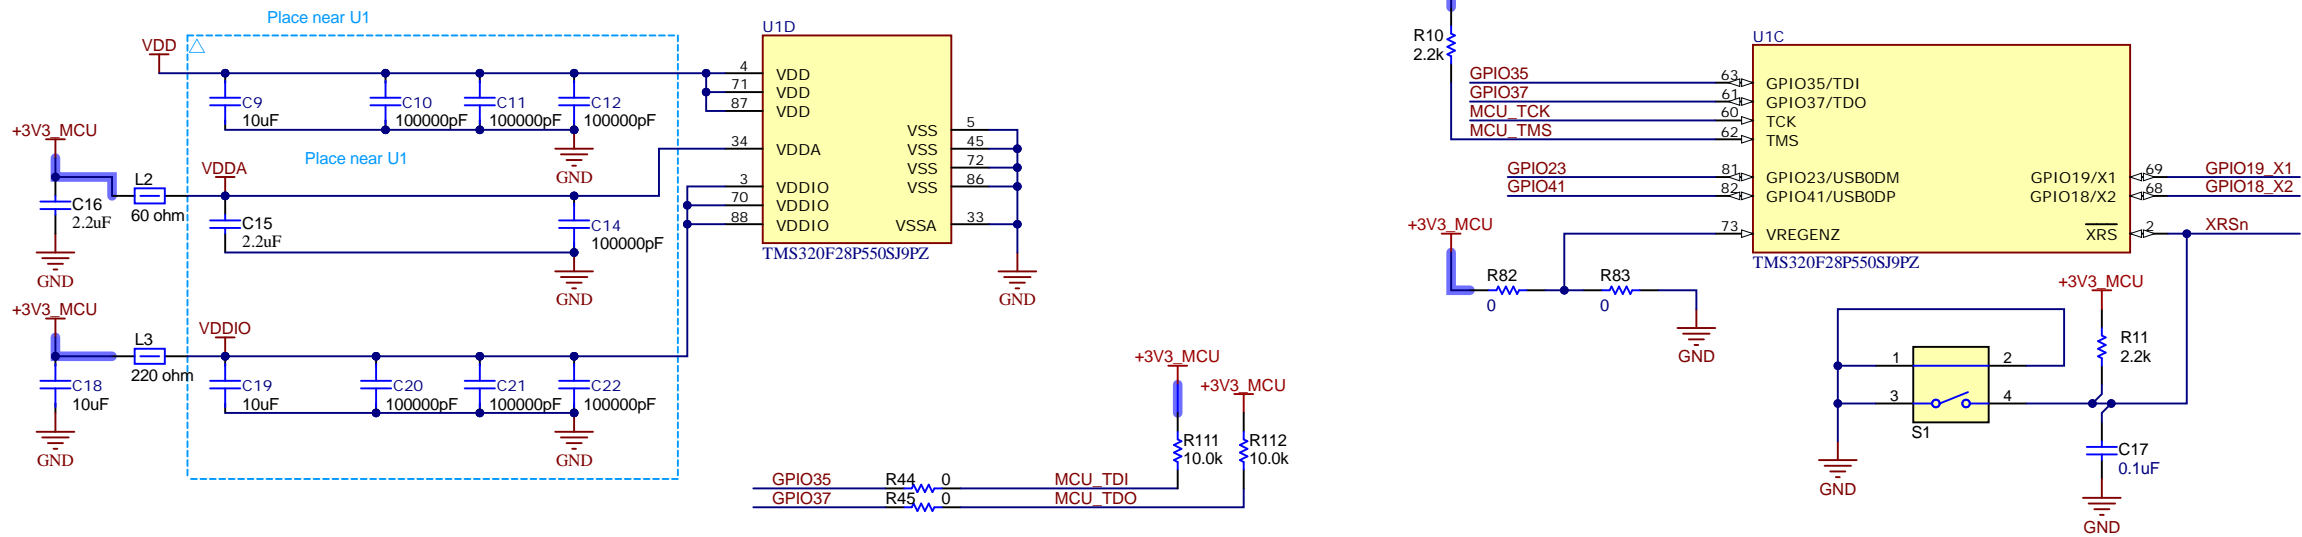 Place near U1
VDD
C9
10uF
C10
100000pF
C11
100000pF
C12
100000pF
GND
+3V3_MCU
Place near U1
VDDA
L2
60 ohm
C16
2.2uF
GND
C15
2.2uF
C14
100000pF
GND
+3V3_MCU
VDDIO
L3
220 ohm
C18
10uF
GND
C19
10uF
C20
100000pF
C21
100000pF
C22
100000pF
GND
U1D
4 VDD
71 VDD
87 VDD
34 VDDA
3 VDDIO
70 VDDIO
88 VDDIO
VSS 5
VSS 45
VSS 72
VSS 86
VSSA 33
TMS320F28P550SJ9PZ
GND
+3V3_MCU
+3V3_MCU
R111
10.0k
R112
10.0k
GPIO35 R44 0 MCU_TDI
GPIO37 R45 0 MCU_TDO
R10
2.2k
U1C
GPIO35 63 GPIO35/TDI
GPIO37 61 GPIO37/TDO
MCU_TCK 60 TCK
MCU_TMS 62 TMS
GPIO23 81 GPIO23/USB0DM
GPIO41 82 GPIO41/USB0DP
73 VREGENZ
GPIO19/X1 69 GPIO19_X1
GPIO18/X2 68 GPIO18_X2
XRS 2 XRSn
TMS320F28P550SJ9PZ
+3V3_MCU
R82
0
R83
0
GND
+3V3_MCU
R11
2.2k
1 2
3 4
S1
GND
C17
0.1uF
GND